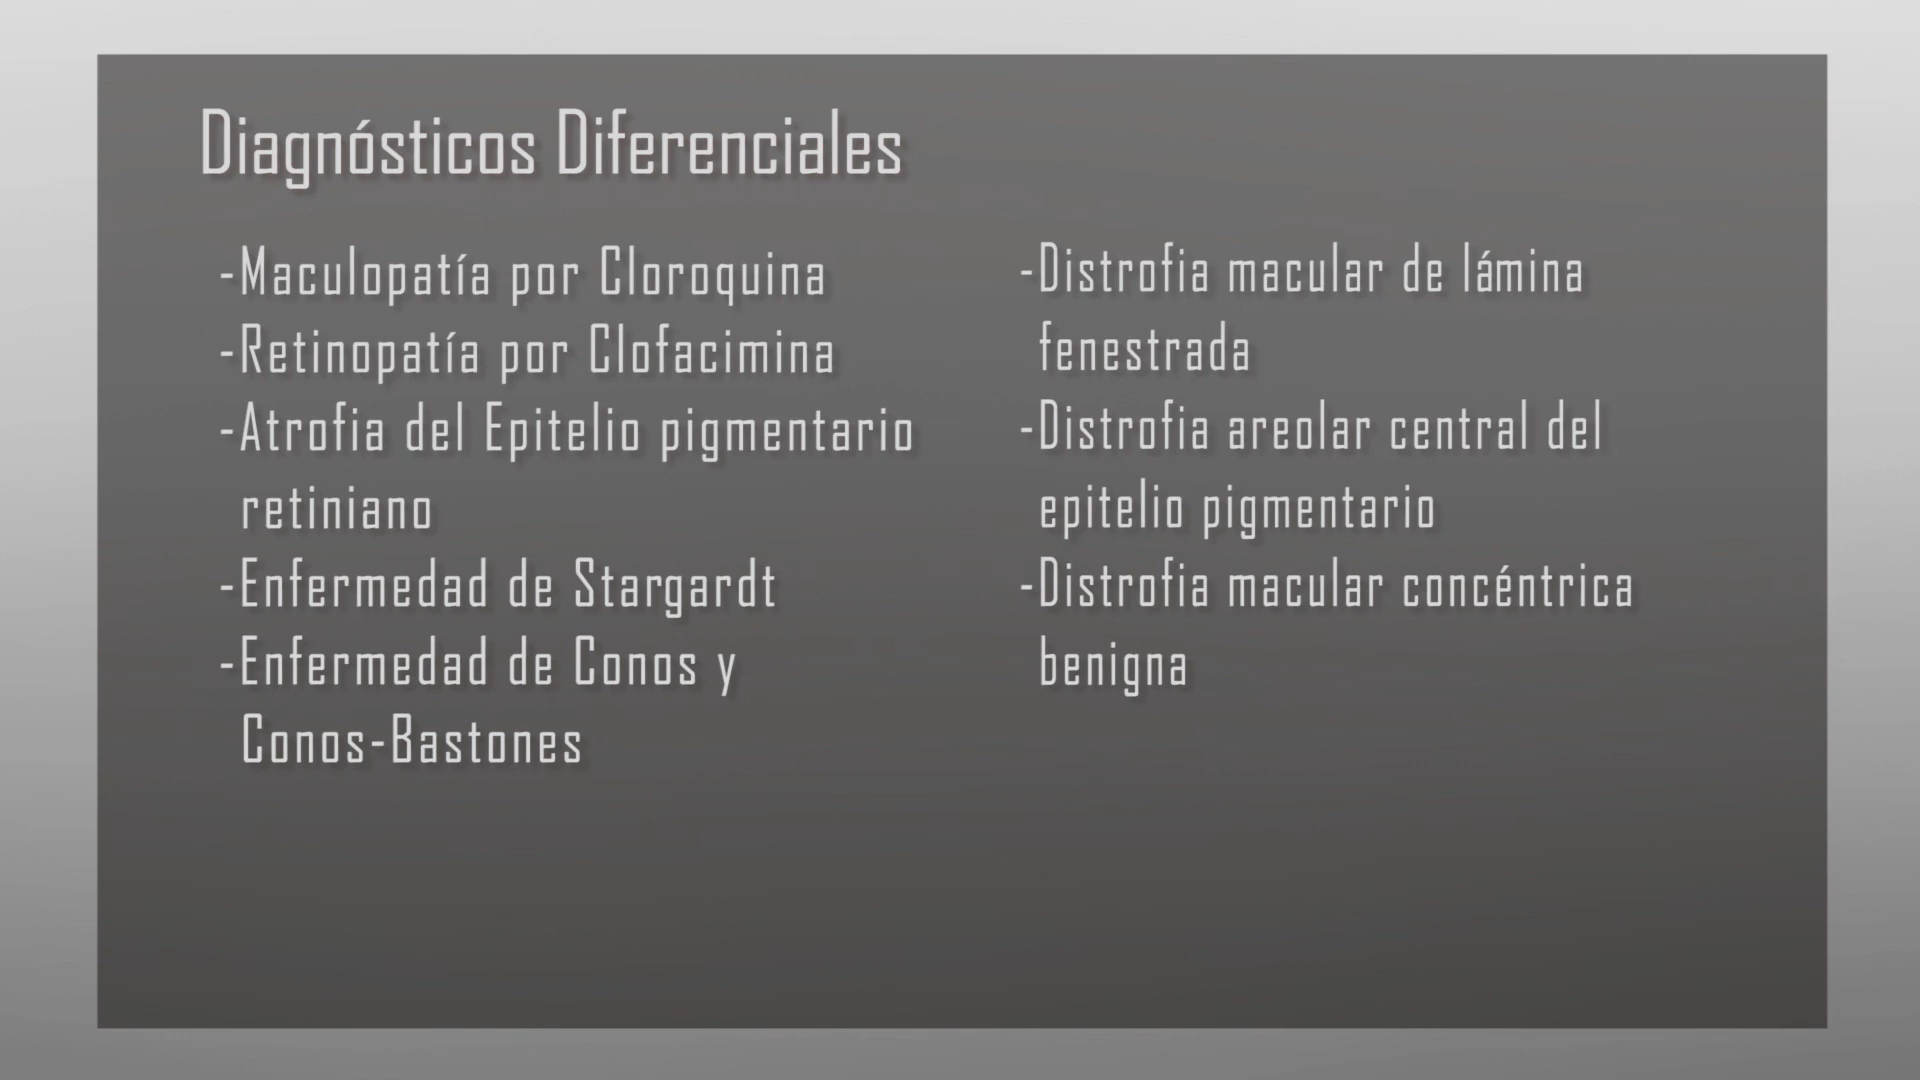 Diagnósticos Diferenciales
-Maculopatía por Cloroquina
-Retinopatía por Clofacimina
-Atrofia del Epitelio pigmentario
retiniano
-Enfermedad de Stargardt
-Enfermedad de Conos y
Conos-Bastones
-Distrofia macular de lámina
fenestrada
-Distrofia areolar central del
epitelio pigmentario
-Distrofia macular concéntrica
benigna